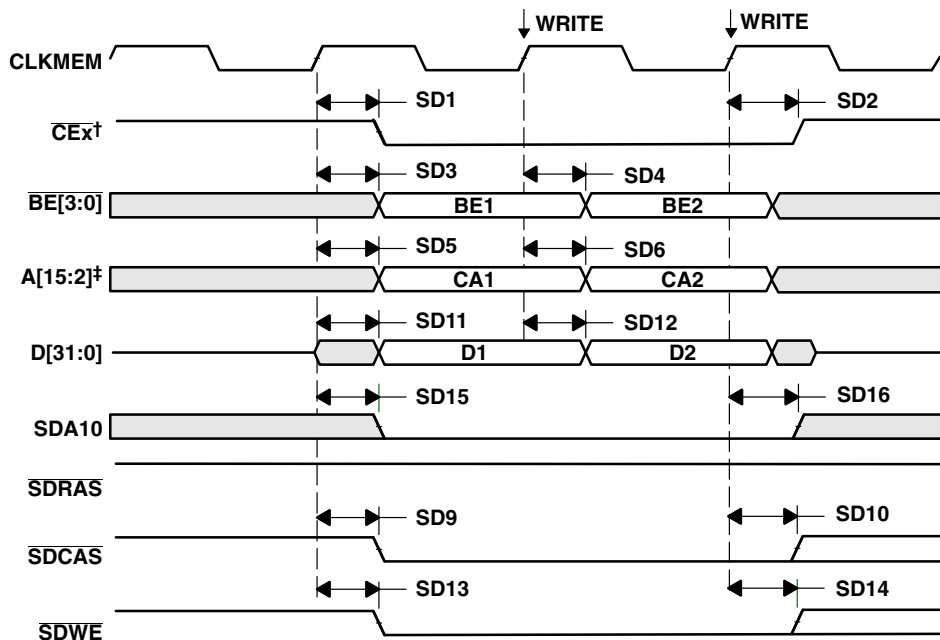 WRITE WRITE
CLKMEM
SD1 SD2
CEx†
SD3 SD4
BE[3:0] BE1 BE2
SD5 SD6
A[15:2]‡ CA1 CA2
SD11 SD12
D[31:0] D1 D2
SD15 SD16
SDA10
SDRAS
SD9 SD10
SDCAS
SD13 SD14
SDWE